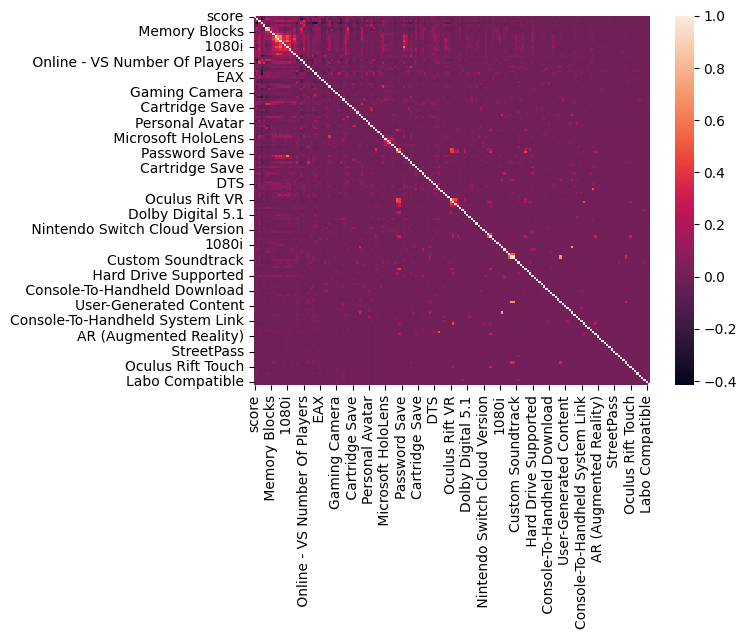 score
Memory Blocks
1080i
Online - VS Number Of Players
EAX
Gaming Camera
Cartridge Save
Personal Avatar
Microsoft HoloLens
Password Save
Cartridge Save
DTS
Oculus Rift VR
Dolby Digital 5.1
Nintendo Switch Cloud Version
1080i
Custom Soundtrack
Hard Drive Supported
Console-To-Handheld Download
User-Generated Content
Console-To-Handheld System Link
AR (Augmented Reality)
StreetPass
Oculus Rift Touch
Labo Compatible
score
Memory Blocks
1080i
Online - VS Number Of Players
EAX
Gaming Camera
Cartridge Save
Personal Avatar
Microsoft HoloLens
Password Save
Cartridge Save
DTS
Oculus Rift VR
Dolby Digital 5.1
Nintendo Switch Cloud Version
1080i
Custom Soundtrack
Hard Drive Supported
Console-To-Handheld Download
User-Generated Content
Console-To-Handheld System Link
AR (Augmented Reality)
StreetPass
Oculus Rift Touch
Labo Compatible
1.0
0.8
0.6
0.4
0.2
0.0
−0.2
−0.4